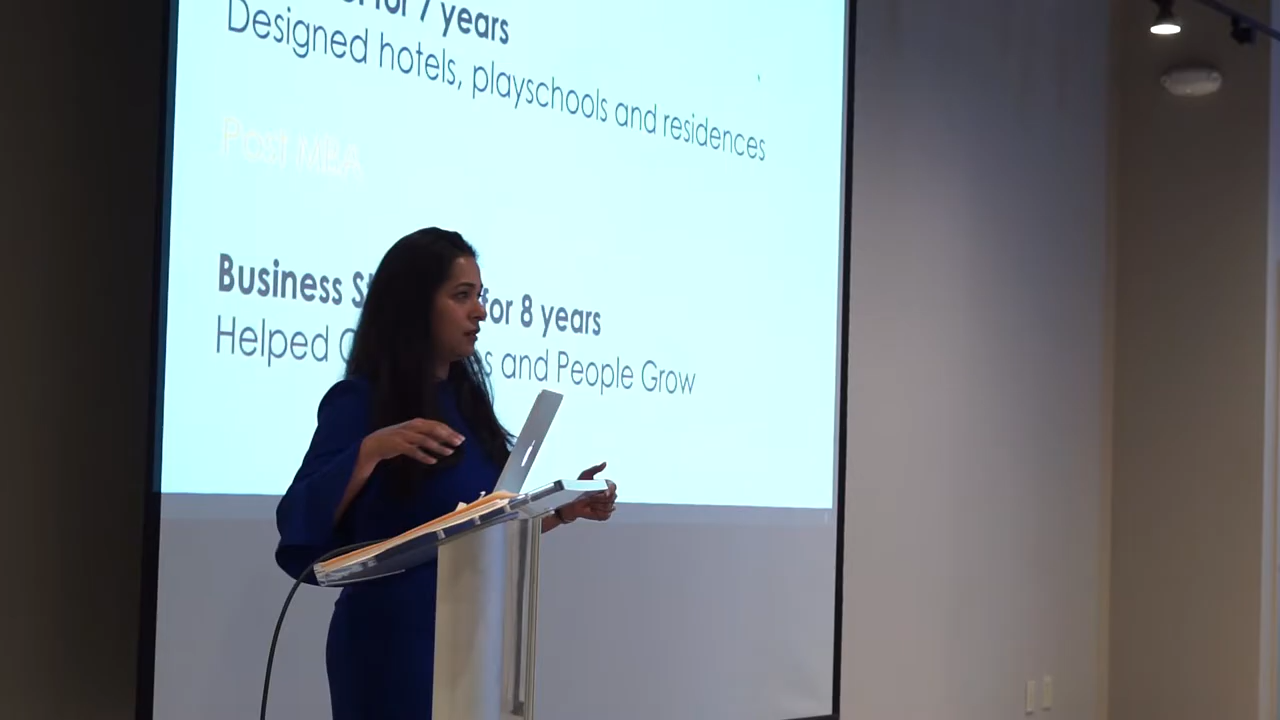 for 7 years
Designed hotels, playschools and residences
Post MBA
Business for 8 years
Helped and People Grow